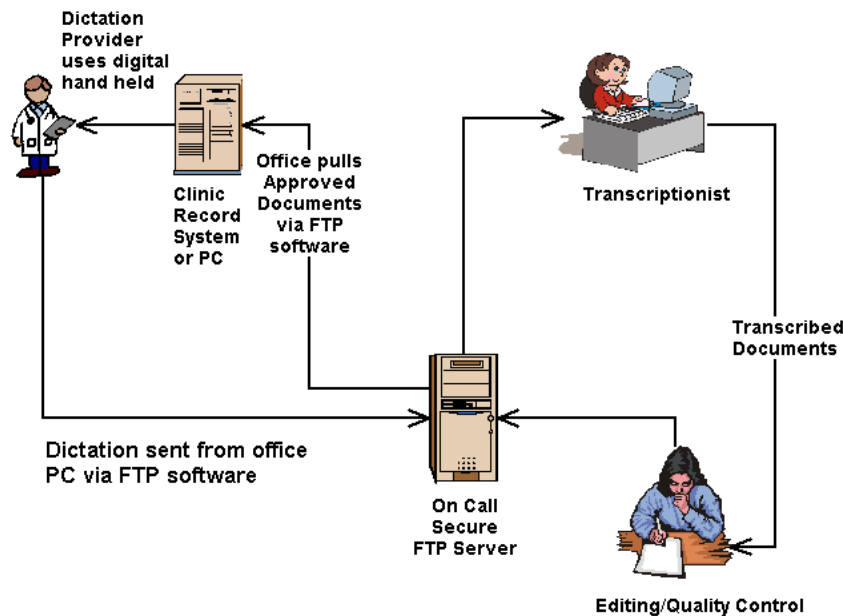 Dictation
Provider
uses digital
hand held
Clinic
Record
System
or PC
Office pulls
Approved
Documents
via FTP
software
Transcriptionist
Transcribed
Documents
Dictation sent from office
PC via FTP software
On Call
Secure
FTP Server
Editing/Quality Control